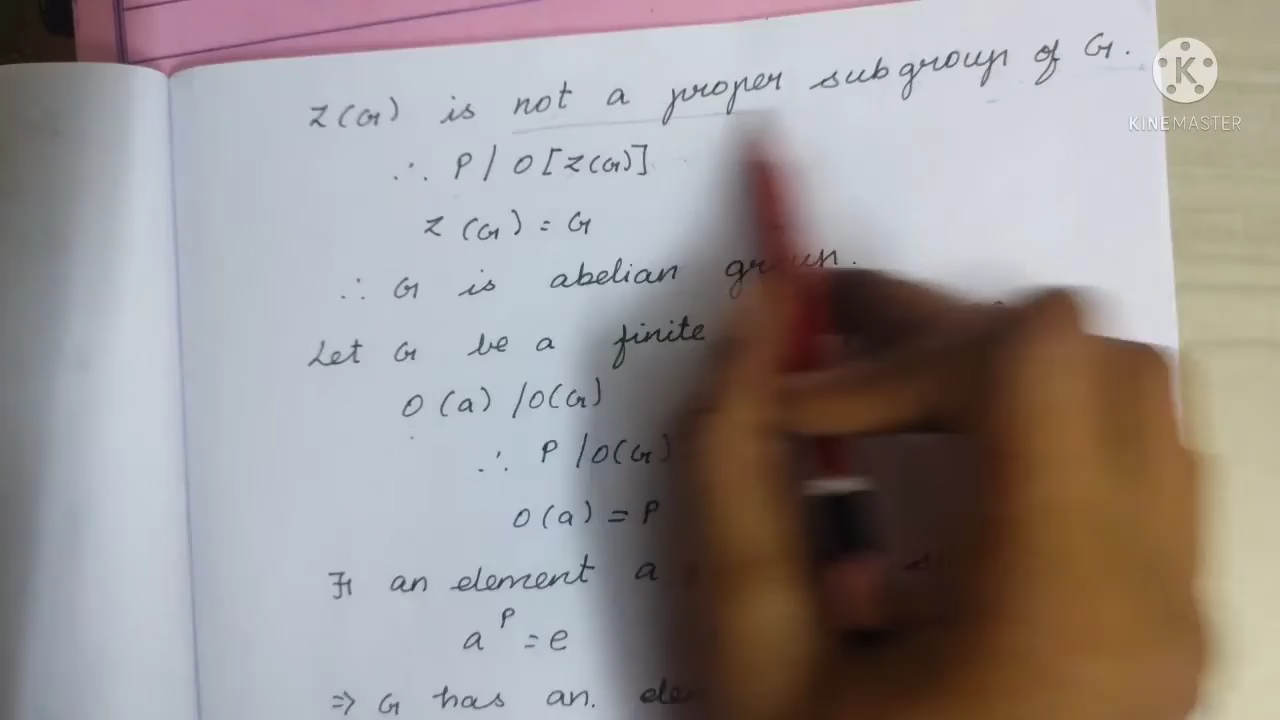 Z(G) is not a proper subgroup of G.
∴ P / O[Z(G)]
Z(G) = G
∴ G is abelian group.
Let G be a finite
O(a) / O(G)
∴ P / O(G)
O(a) = P
∃ an element a
a^P = e
⇒ G has an.
KINEMASTER